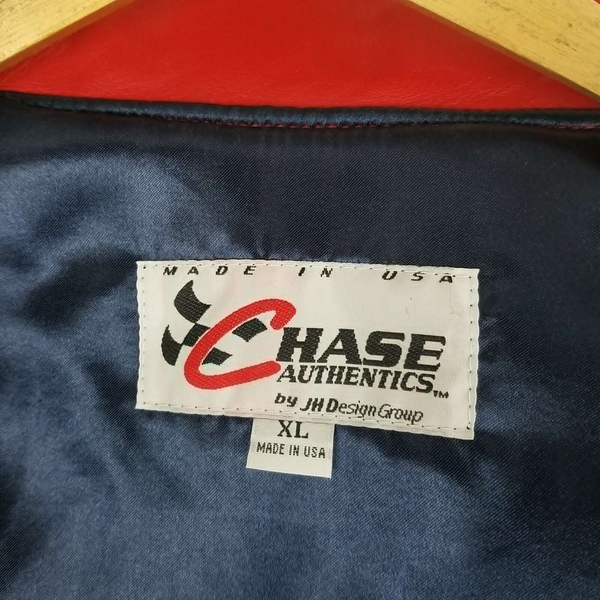 MADE IN USA
CHASE
AUTHENTICS™
by JH Design Group
XL
MADE IN USA